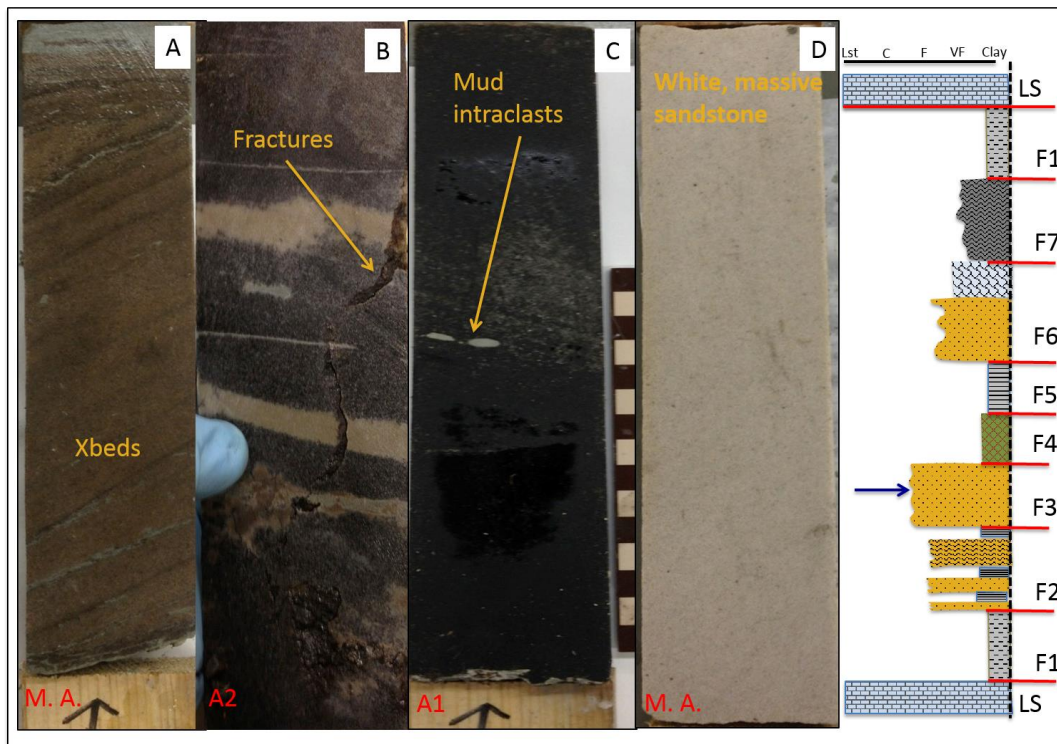 A
Xbeds
M. A.
B
Fractures
A2
C
Mud
intraclasts
A1
D
White, massive
sandstone
M. A.
Lst C F VF Clay
LS
F1
F7
F6
F5
F4
F3
F2
F1
LS